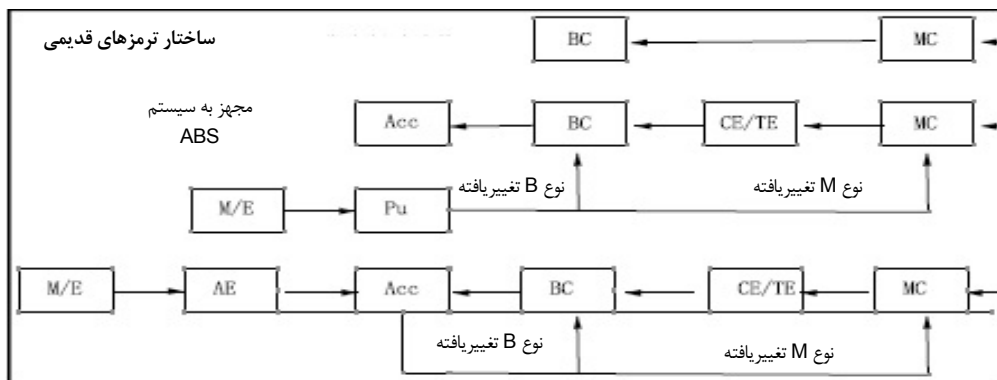 ساختار ترمزهای قدیمی
BC
MC
مجهز به سیستم
ABS
Acc
BC
CE/TE
MC
نوع B تغییریافته
نوع M تغییریافته
M/E
Pu
M/E
AE
Acc
BC
CE/TE
MC
نوع B تغییریافته
نوع M تغییریافته